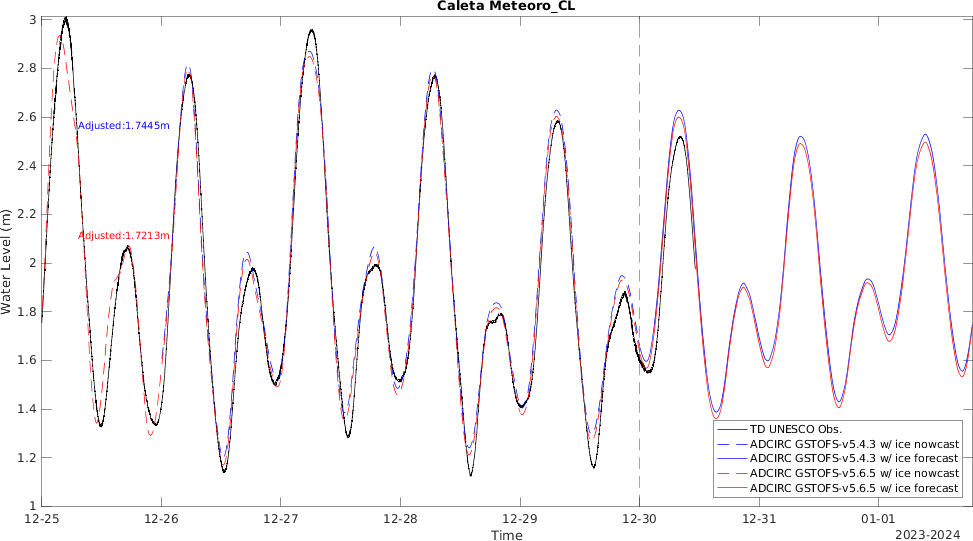 Caleta Meteoro_CL
3
2.8
2.6
2.4
2.2
2
1.8
1.6
1.4
1.2
1
Water Level (m)
Adjusted:1.7445m
Adjusted:1.7213m
TD UNESCO Obs.
ADCIRC GSTOFS-v5.4.3 w/ ice nowcast
ADCIRC GSTOFS-v5.4.3 w/ ice forecast
ADCIRC GSTOFS-v5.6.5 w/ ice nowcast
ADCIRC GSTOFS-v5.6.5 w/ ice forecast
12-25 12-26 12-27 12-28 12-29 12-30 12-31 01-01
Time
2023-2024